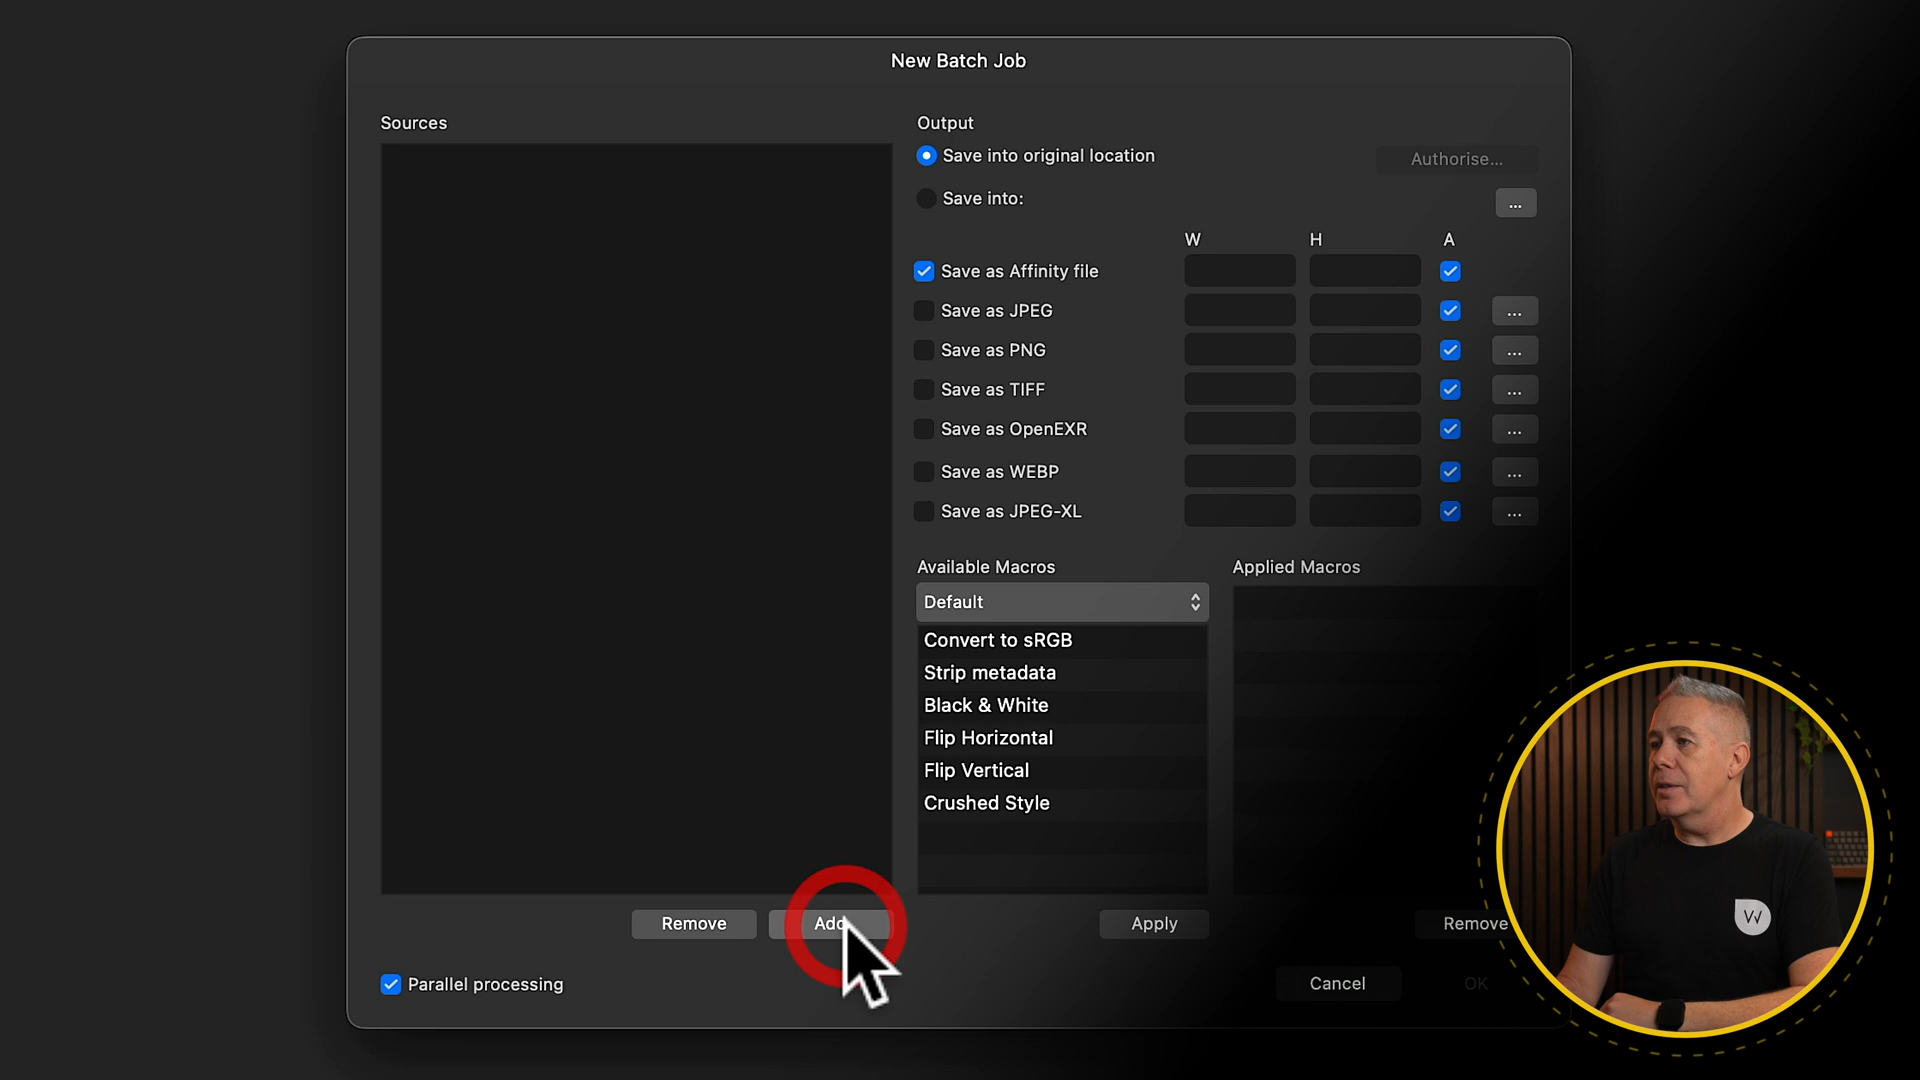 New Batch Job
Sources
Output
Save into original location
Authorise...
Save into:
...
W H A
Save as Affinity file
Save as JPEG ...
Save as PNG ...
Save as TIFF ...
Save as OpenEXR ...
Save as WEBP ...
Save as JPEG-XL ...
Available Macros
Applied Macros
Default
Convert to sRGB
Strip metadata
Black & White
Flip Horizontal
Flip Vertical
Crushed Style
Remove
Add
Apply
Remove
Parallel processing
Cancel
OK
W